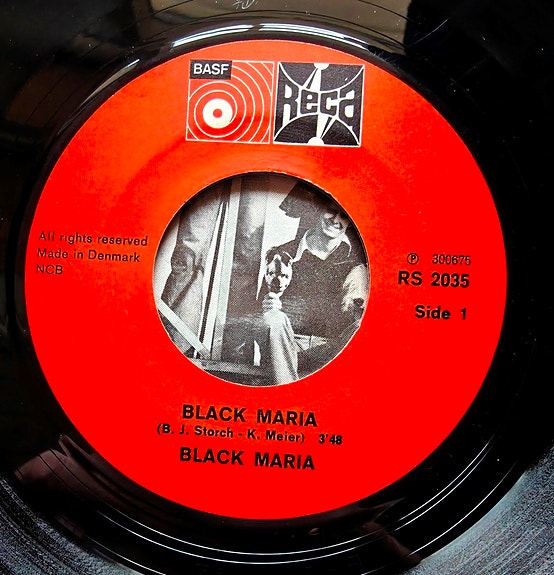 BASF
Reca
All rights reserved
Made in Denmark
NCB
℗ 300675
RS 2035
Side 1
BLACK MARIA
(B. J. Storch - K. Meier) 3'48
BLACK MARIA